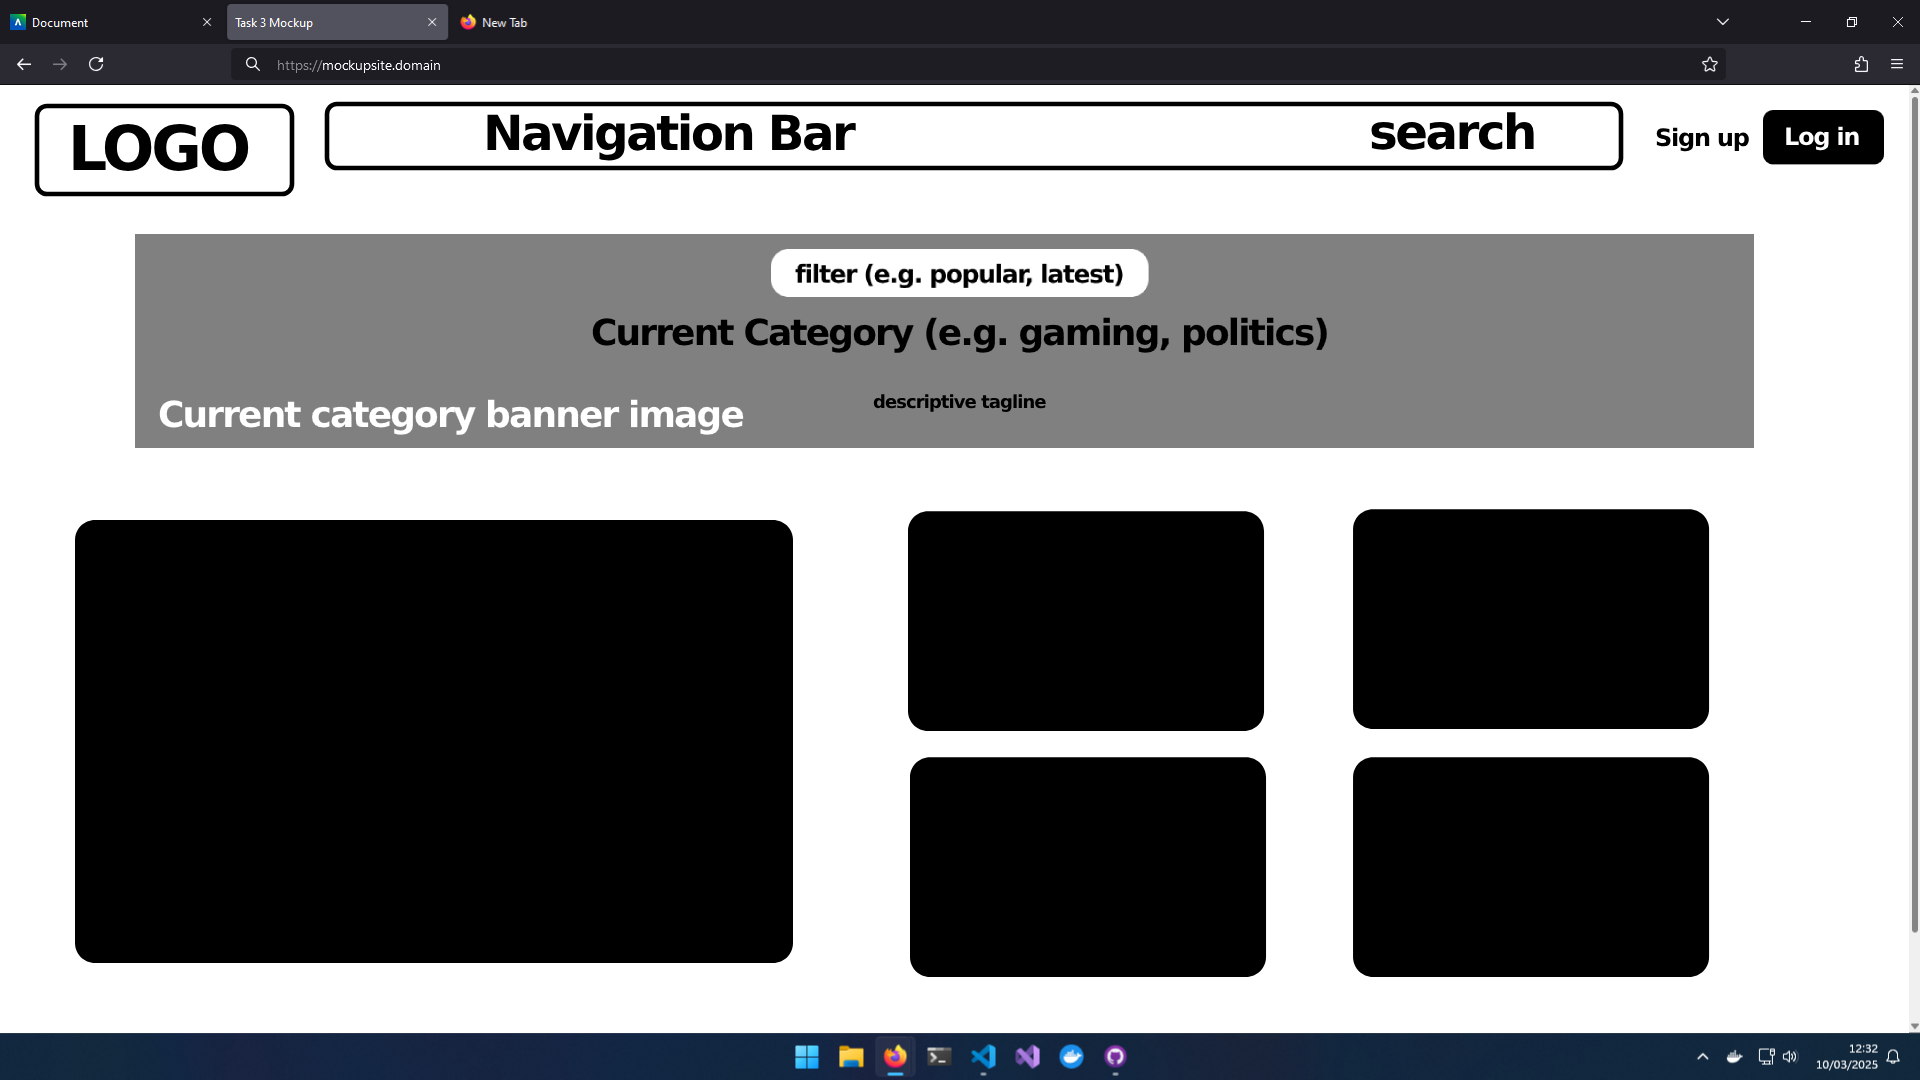 Document
Task 3 Mockup
New Tab
https://mockupsite.domain
LOGO
Navigation Bar
search
Sign up
Log in
filter (e.g. popular, latest)
Current Category (e.g. gaming, politics)
descriptive tagline
Current category banner image
12:32
10/03/2025